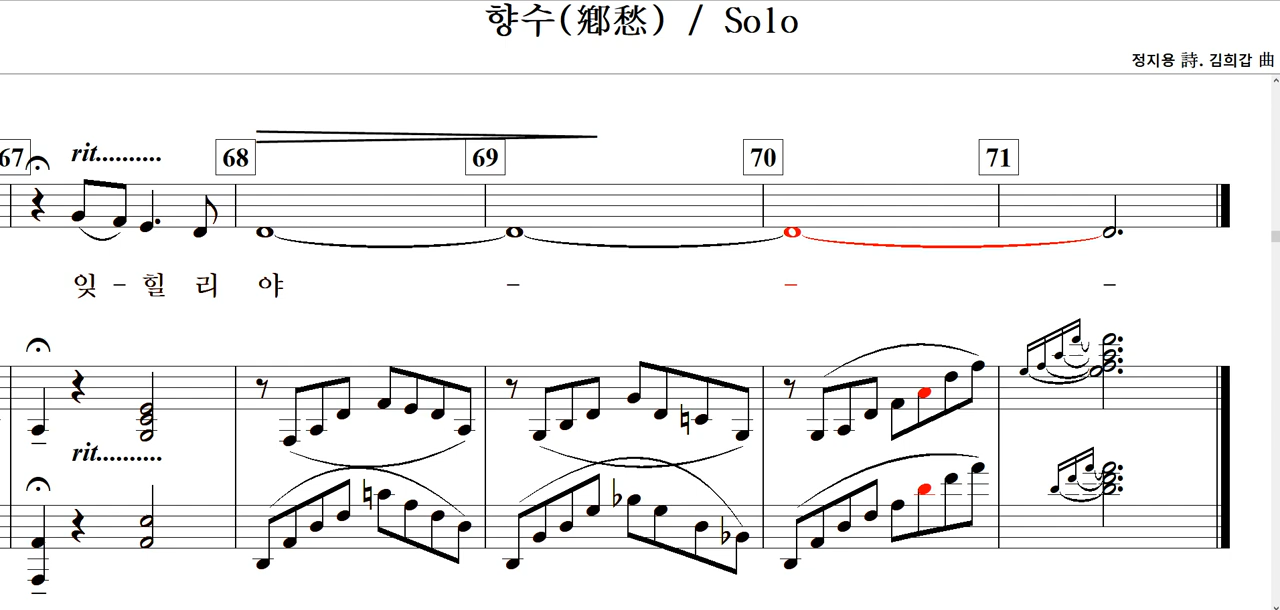 향수(鄕愁) / Solo
정지용 詩. 김희갑 曲
67 68 69 70 71
rit..........
잊 - 힐 리 야 - - -
rit..........